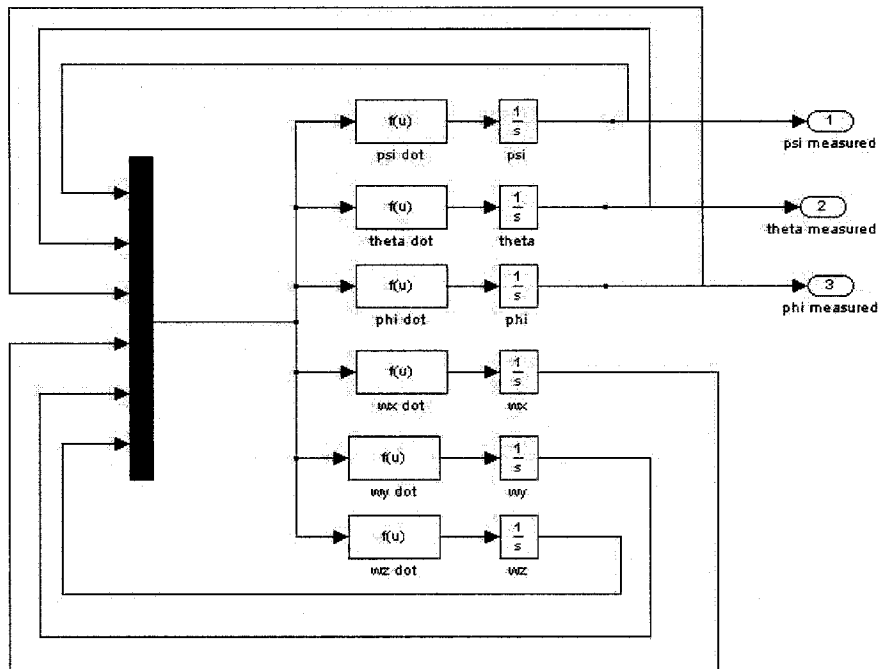 f(u)
psi dot
1
s
psi
1
psi measured
f(u)
theta dot
1
s
theta
2
theta measured
f(u)
phi dot
1
s
phi
3
phi measured
f(u)
wx dot
1
s
wx
f(u)
wy dot
1
s
wy
f(u)
wz dot
1
s
wz